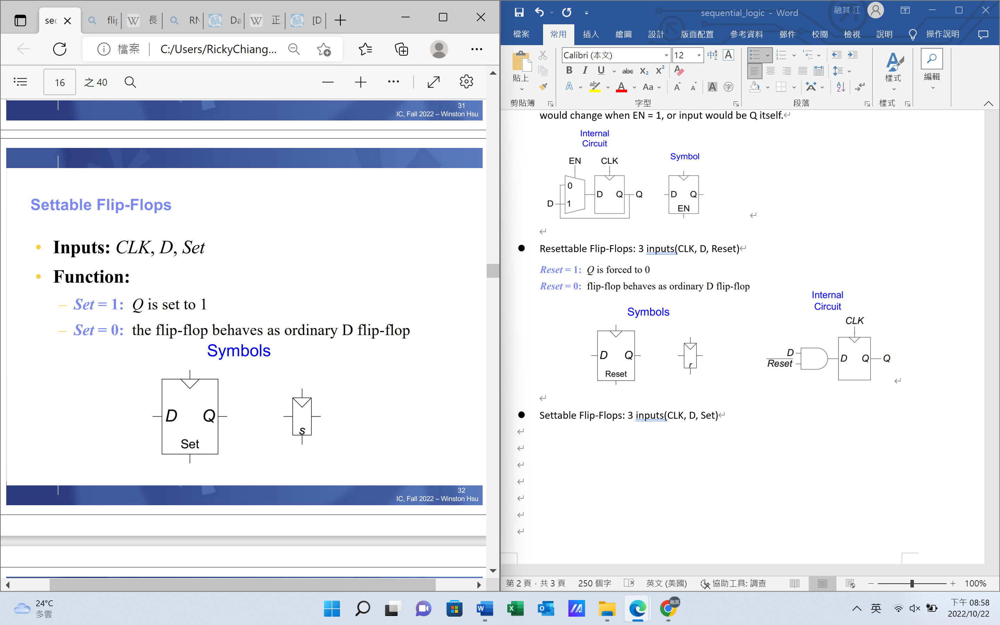 sec
flip
W
長
RN
Da
W
正
[D
檔案
C:/Users/RickyChiang...
16
之 40
31
IC, Fall 2022 – Winston Hsu
Settable Flip-Flops
• Inputs: CLK, D, Set
• Function:
– Set = 1: Q is set to 1
– Set = 0: the flip-flop behaves as ordinary D flip-flop
Symbols
D Q
Set
s
32
IC, Fall 2022 – Winston Hsu
sequential_logic - Word
融其 江
檔案 常用 插入 繪圖 設計 版面配置 參考資料 郵件 校閱 檢視 說明 操作說明
貼上
剪貼簿
Calibri (本文)
12
B I U abc X₂ X²
Aa
字型
段落
樣式
樣式
編輯
would change when EN = 1, or input would be Q itself.
Internal
Circuit
Symbol
EN CLK
0
D 1
D Q Q
D Q
EN
● Resettable Flip-Flops: 3 inputs(CLK, D, Reset)
Reset = 1: Q is forced to 0
Reset = 0: flip-flop behaves as ordinary D flip-flop
Symbols
Internal
Circuit
CLK
D Q
Reset
r
D
Reset
D Q Q
● Settable Flip-Flops: 3 inputs(CLK, D, Set)
第 2 頁，共 3 頁 250 個字 英文 (美國) 協助工具: 調查 100%
24°C
多雲
英
下午 08:58
2022/10/22